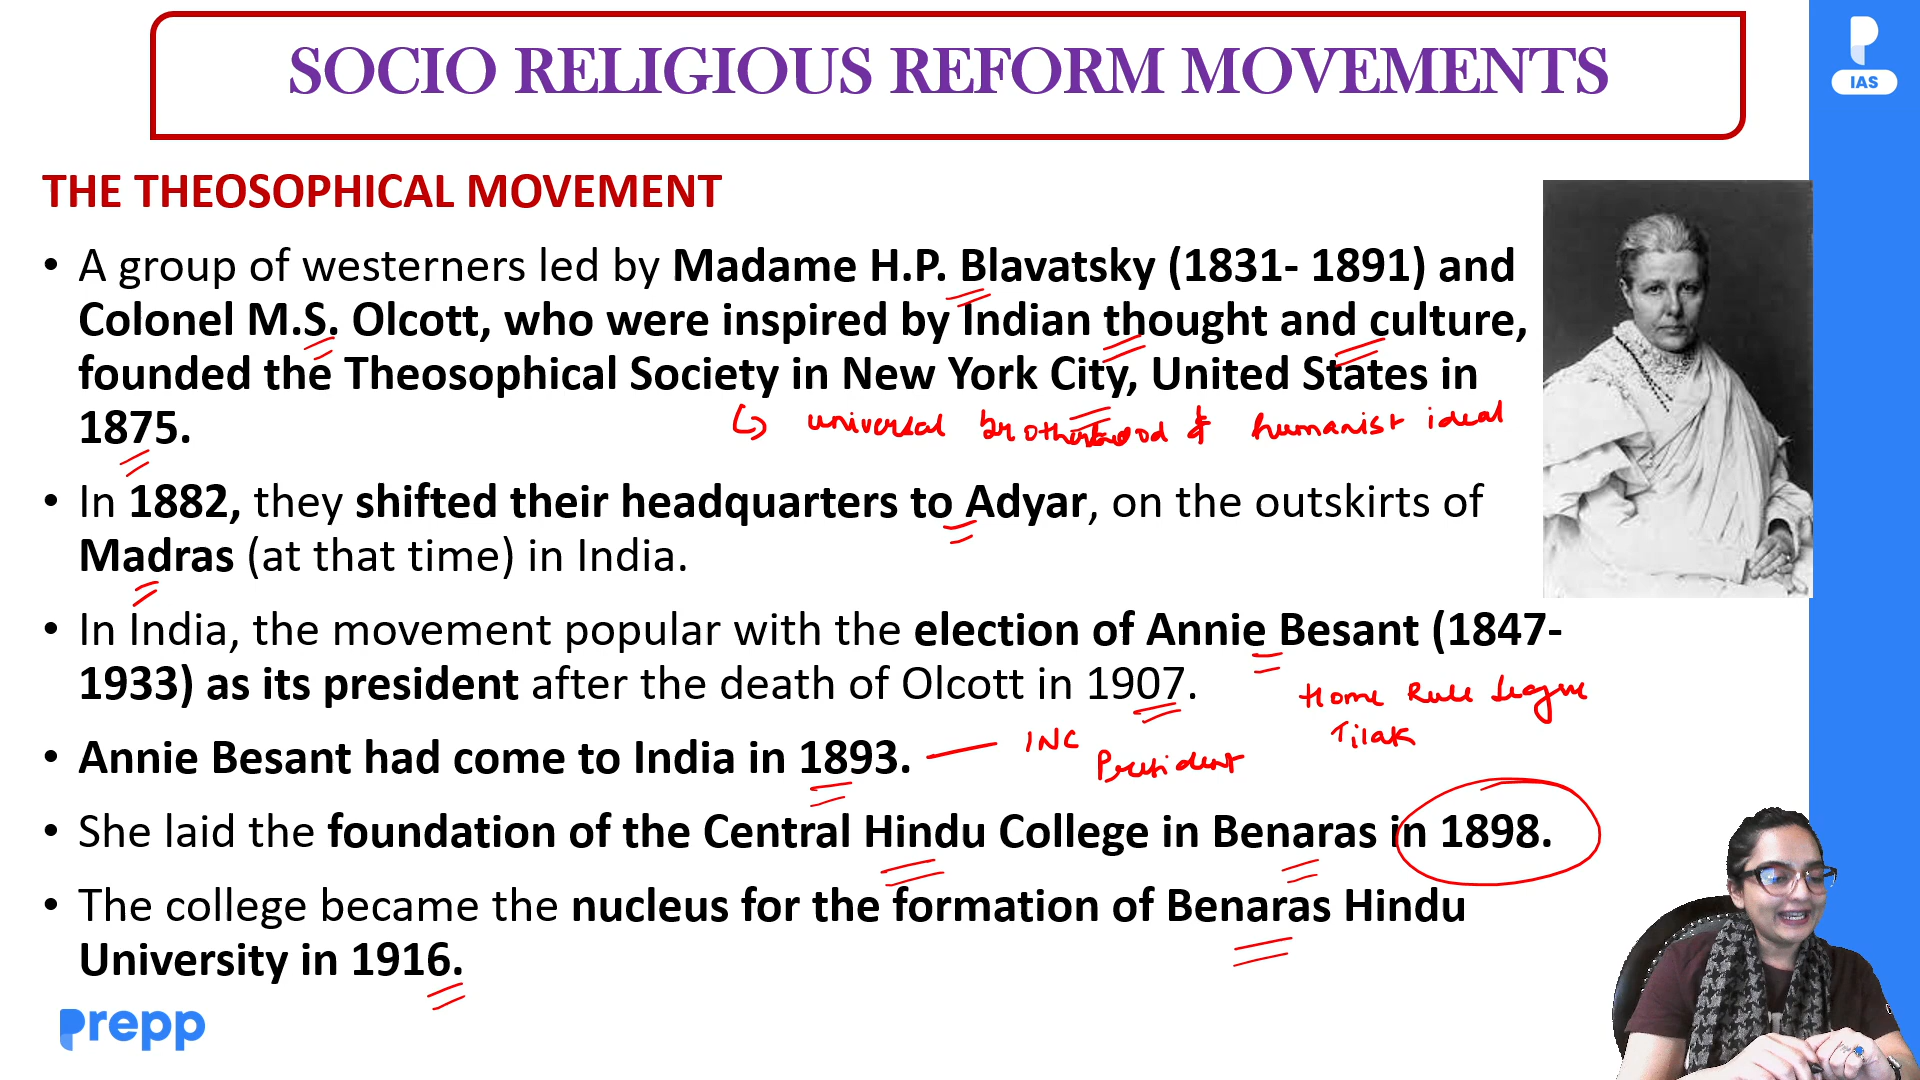 SOCIO RELIGIOUS REFORM MOVEMENTS
IAS
THE THEOSOPHICAL MOVEMENT
• A group of westerners led by Madame H.P. Blavatsky (1831- 1891) and
Colonel M.S. Olcott, who were inspired by Indian thought and culture,
founded the Theosophical Society in New York City, United States in
1875.
universal brotherhood & humanist ideal
• In 1882, they shifted their headquarters to Adyar, on the outskirts of
Madras (at that time) in India.
• In India, the movement popular with the election of Annie Besant (1847-
1933) as its president after the death of Olcott in 1907.
Home Rule League
Tilak
• Annie Besant had come to India in 1893. — INC
President
• She laid the foundation of the Central Hindu College in Benaras in 1898.
• The college became the nucleus for the formation of Benaras Hindu
University in 1916.
prepp